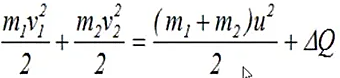 m₁v₁²/2 + m₂v₂²/2 = (m₁+m₂)u²/2 + ΔQ